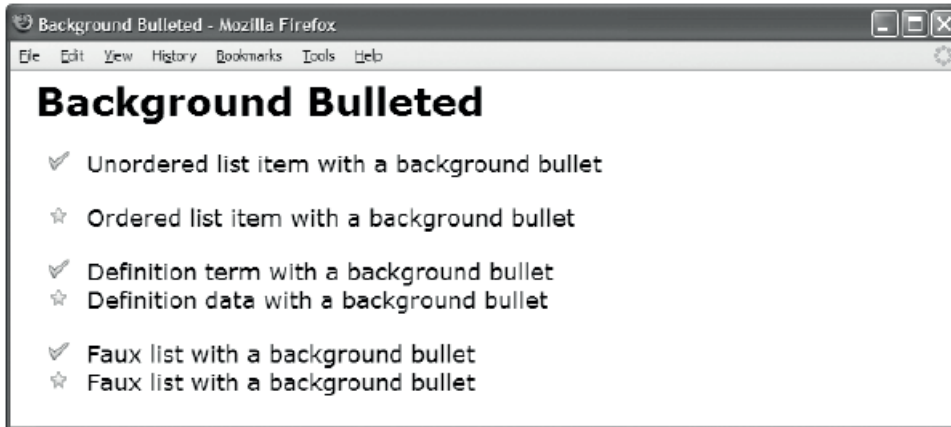 Background Bulleted - Mozilla Firefox
File Edit View History Bookmarks Tools Help
Background Bulleted
Unordered list item with a background bullet
Ordered list item with a background bullet
Definition term with a background bullet
Definition data with a background bullet
Faux list with a background bullet
Faux list with a background bullet